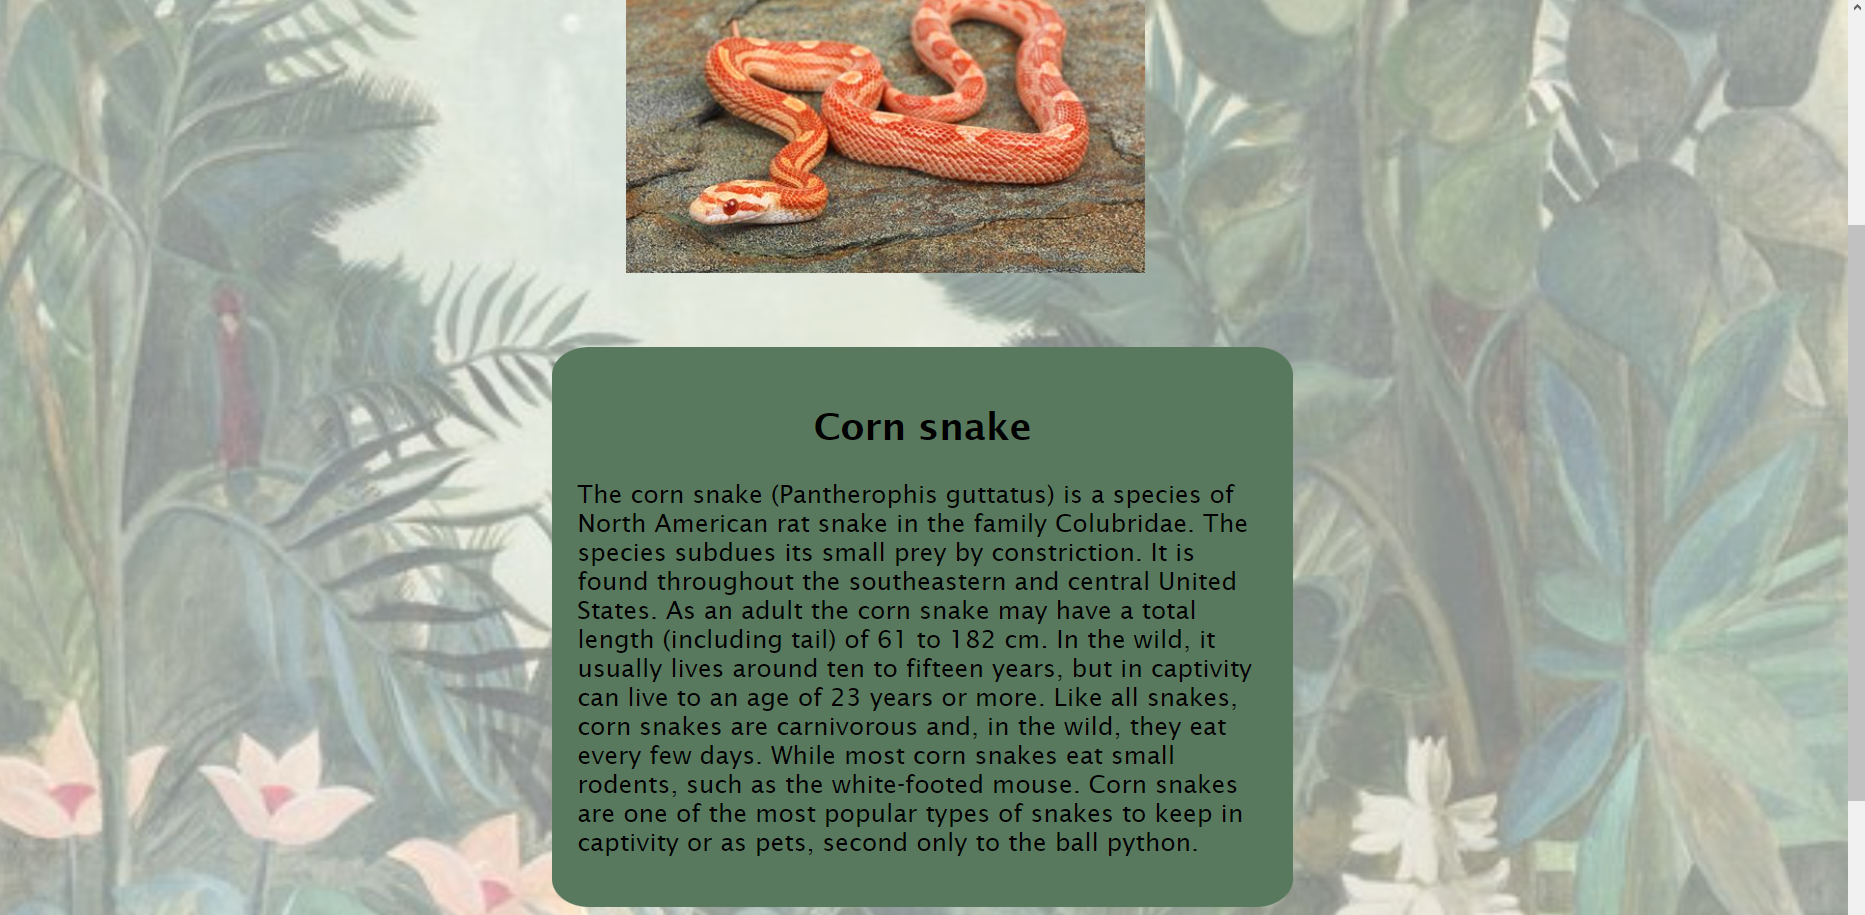 Corn snake
The corn snake (Pantherophis guttatus) is a species of
North American rat snake in the family Colubridae. The
species subdues its small prey by constriction. It is
found throughout the southeastern and central United
States. As an adult the corn snake may have a total
length (including tail) of 61 to 182 cm. In the wild, it
usually lives around ten to fifteen years, but in captivity
can live to an age of 23 years or more. Like all snakes,
corn snakes are carnivorous and, in the wild, they eat
every few days. While most corn snakes eat small
rodents, such as the white-footed mouse. Corn snakes
are one of the most popular types of snakes to keep in
captivity or as pets, second only to the ball python.